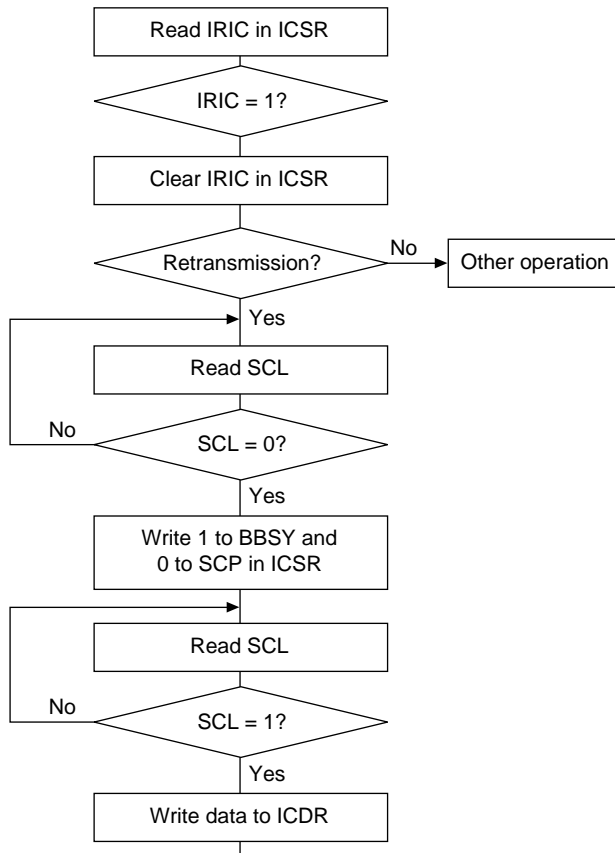 Read IRIC in ICSR
IRIC = 1?
Clear IRIC in ICSR
Retransmission?
No
Other operation
Yes
Read SCL
No
SCL = 0?
Yes
Write 1 to BBSY and
0 to SCP in ICSR
Read SCL
No
SCL = 1?
Yes
Write data to ICDR